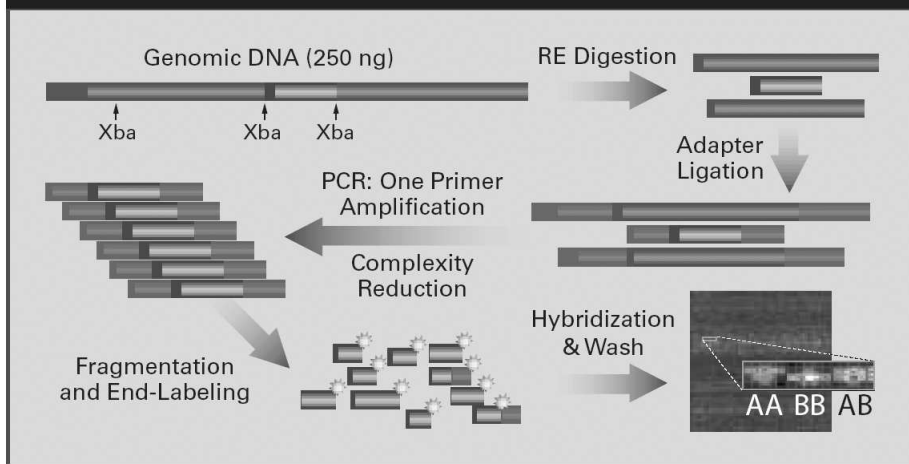 Genomic DNA (250 ng)
RE Digestion
Xba
Xba
Xba
Adapter
Ligation
PCR: One Primer
Amplification
Complexity
Reduction
Fragmentation
and End-Labeling
Hybridization
& Wash
AA BB AB